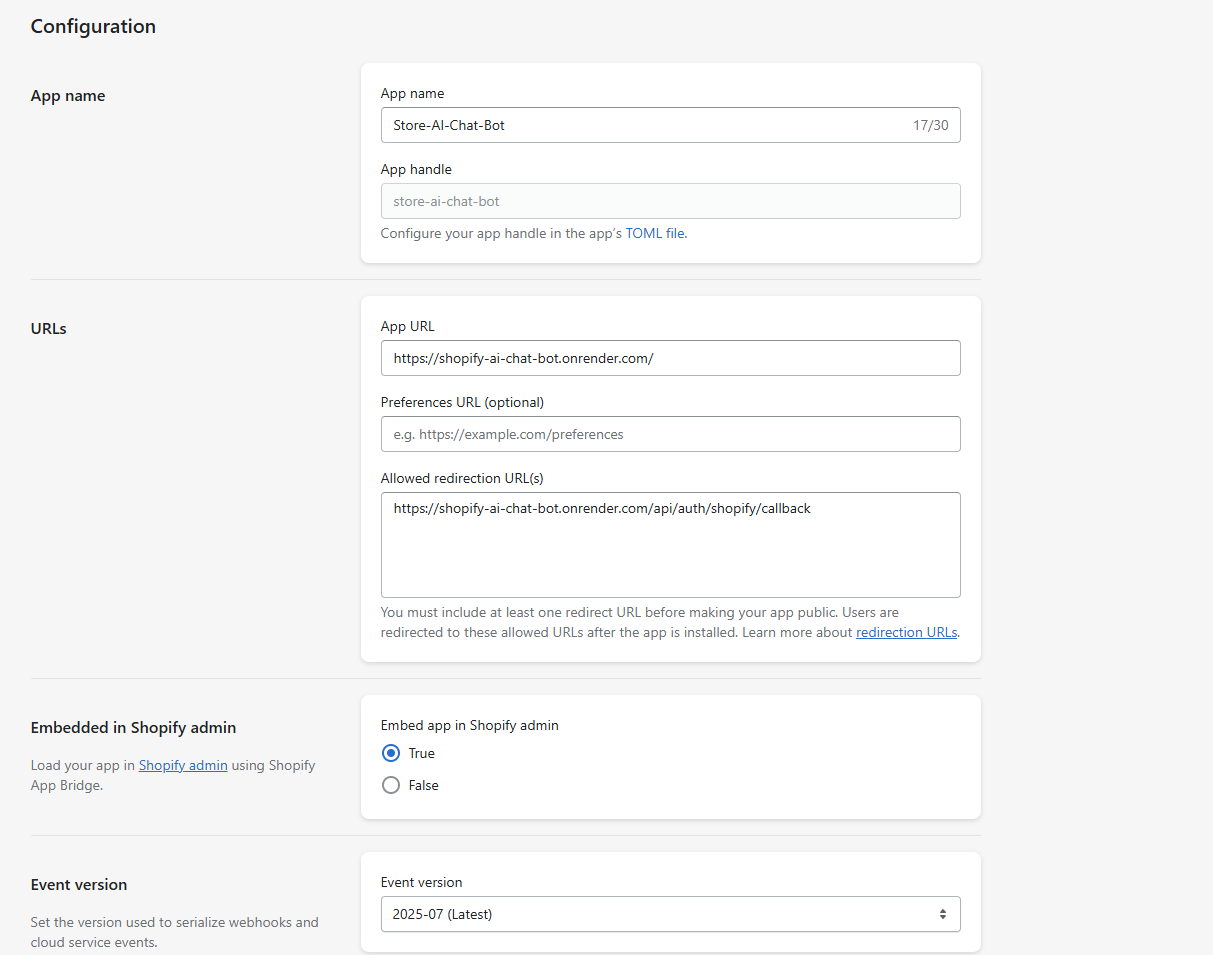 Configuration
App name
App name
Store-AI-Chat-Bot
17/30
App handle
store-ai-chat-bot
Configure your app handle in the app's TOML file.
URLs
App URL
https://shopify-ai-chat-bot.onrender.com/
Preferences URL (optional)
e.g. https://example.com/preferences
Allowed redirection URL(s)
https://shopify-ai-chat-bot.onrender.com/api/auth/shopify/callback
You must include at least one redirect URL before making your app public. Users are
redirected to these allowed URLs after the app is installed. Learn more about redirection URLs.
Embedded in Shopify admin
Load your app in Shopify admin using Shopify
App Bridge.
Embed app in Shopify admin
True
False
Event version
Set the version used to serialize webhooks and
cloud service events.
Event version
2025-07 (Latest)